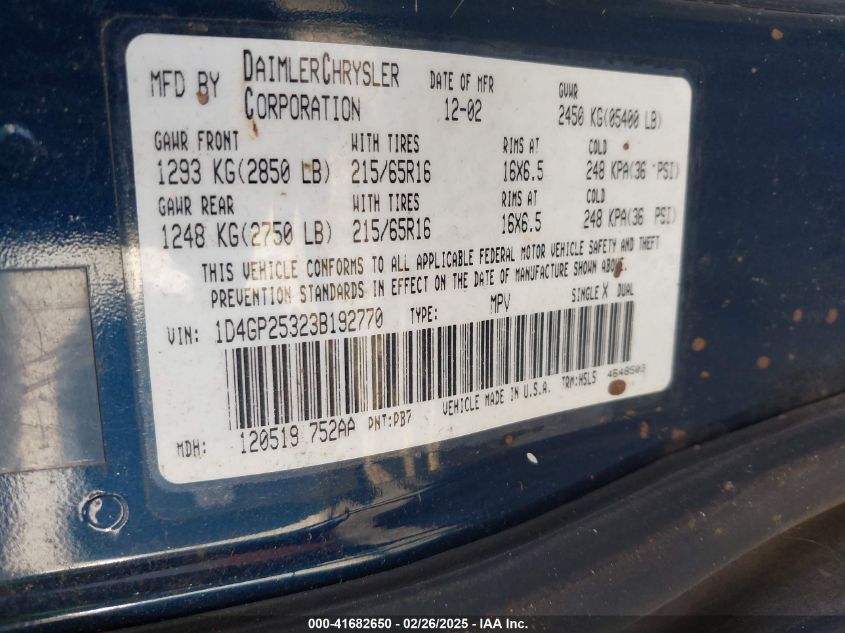 MFD BY DAIMLERCHRYSLER CORPORATION DATE OF MFR 12-02 GVWR 2450 KG(05400 LB)
GAWR FRONT WITH TIRES RIMS AT COLD
1293 KG(2850 LB) 215/65R16 16X6.5 248 KPA(36 PSI)
GAWR REAR WITH TIRES RIMS AT COLD
1248 KG(2750 LB) 215/65R16 16X6.5 248 KPA(36 PSI)
THIS VEHICLE CONFORMS TO ALL APPLICABLE FEDERAL MOTOR VEHICLE SAFETY AND THEFT
PREVENTION STANDARDS IN EFFECT ON THE DATE OF MANUFACTURE SHOWN ABOVE.
VIN: 1D4GP25323B192770 TYPE: MPV SINGLE X DUAL
MDH: 120519 752AA PNT:PB7 VEHICLE MADE IN U.S.A. TRM:H5L5 4648503
000-41682650 - 02/26/2025 - IAA Inc.